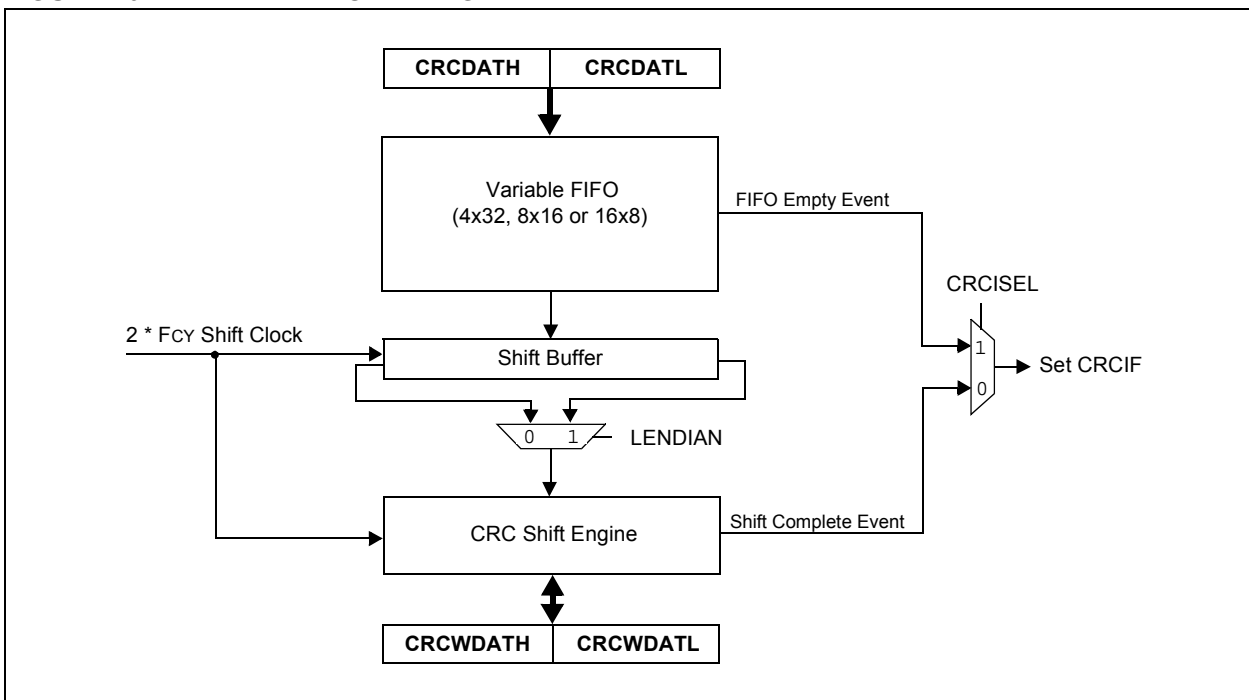 CRCDATH CRCDATL
Variable FIFO
(4x32, 8x16 or 16x8)
FIFO Empty Event
CRCISEL
2 * FCY Shift Clock
1
Set CRCIF
Shift Buffer
0
0 1 LENDIAN
Shift Complete Event
CRC Shift Engine
CRCWDATH CRCWDATL